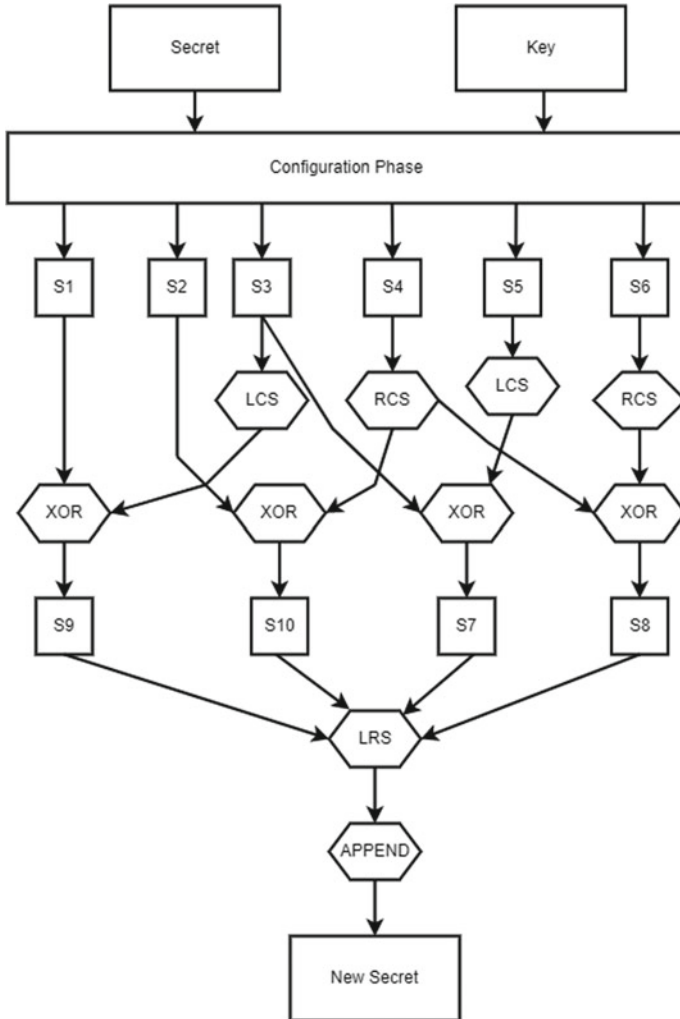 Secret
Key
Configuration Phase
S1
S2
S3
S4
S5
S6
LCS
RCS
LCS
RCS
XOR
XOR
XOR
XOR
S9
S10
S7
S8
LRS
APPEND
New Secret